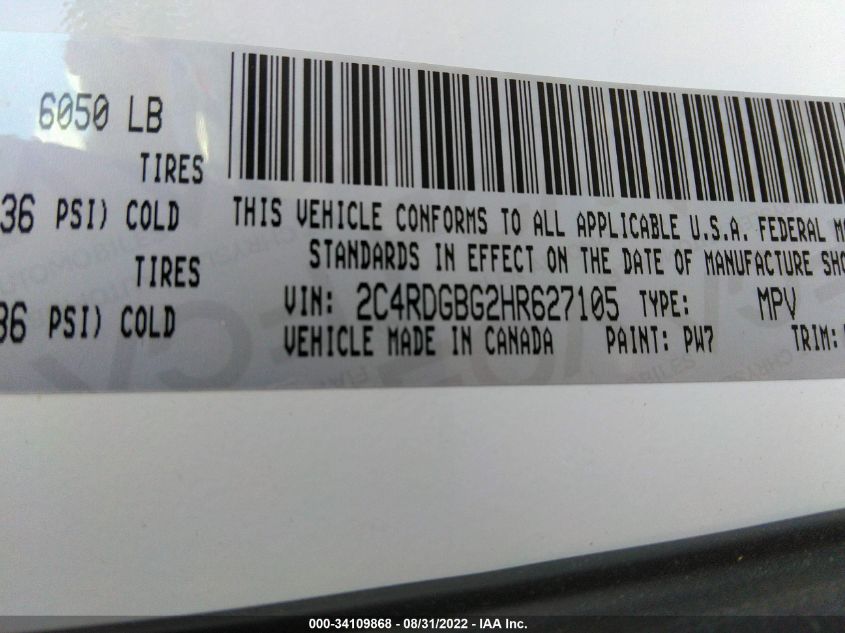 6050 LB
TIRES
36 PSI) COLD
TIRES
36 PSI) COLD
THIS VEHICLE CONFORMS TO ALL APPLICABLE U.S.A. FEDERAL
STANDARDS IN EFFECT ON THE DATE OF MANUFACTURE
VIN: 2C4RDGBG2HR627105 TYPE: MPV
VEHICLE MADE IN CANADA PAINT: PW7 TRIM:
000-34109868 - 08/31/2022 - IAA Inc.